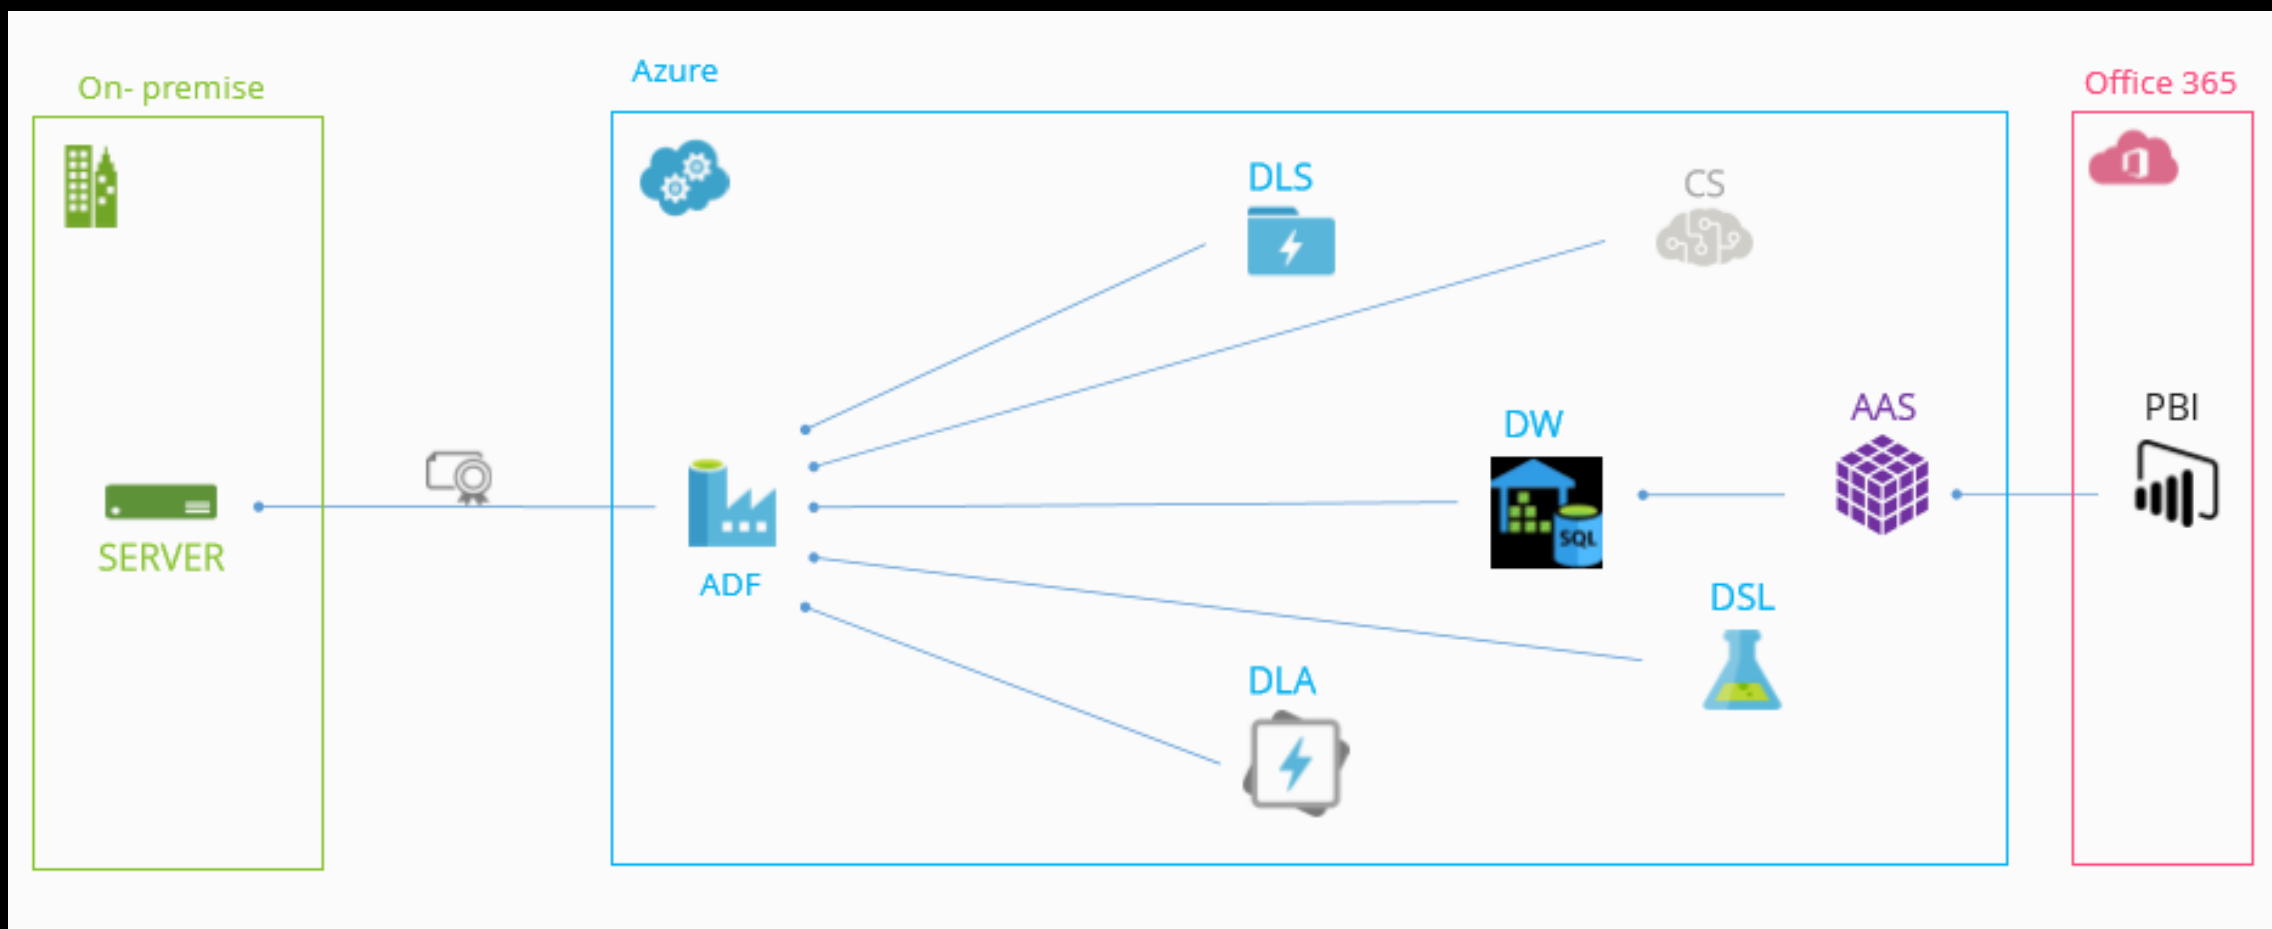 On- premise
Azure
Office 365
DLS
CS
DW
SQL
AAS
PBI
SERVER
ADF
DSL
DLA